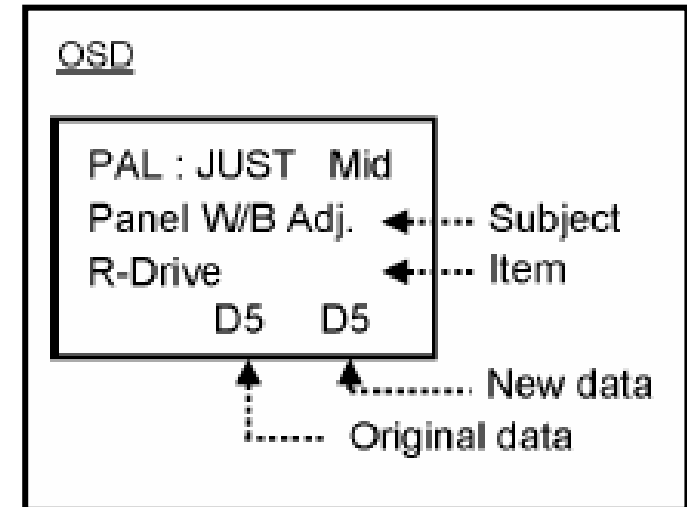 OSD
PAL : JUST Mid
Panel W/B Adj. Subject
R-Drive Item
D5 D5
New data
Original data